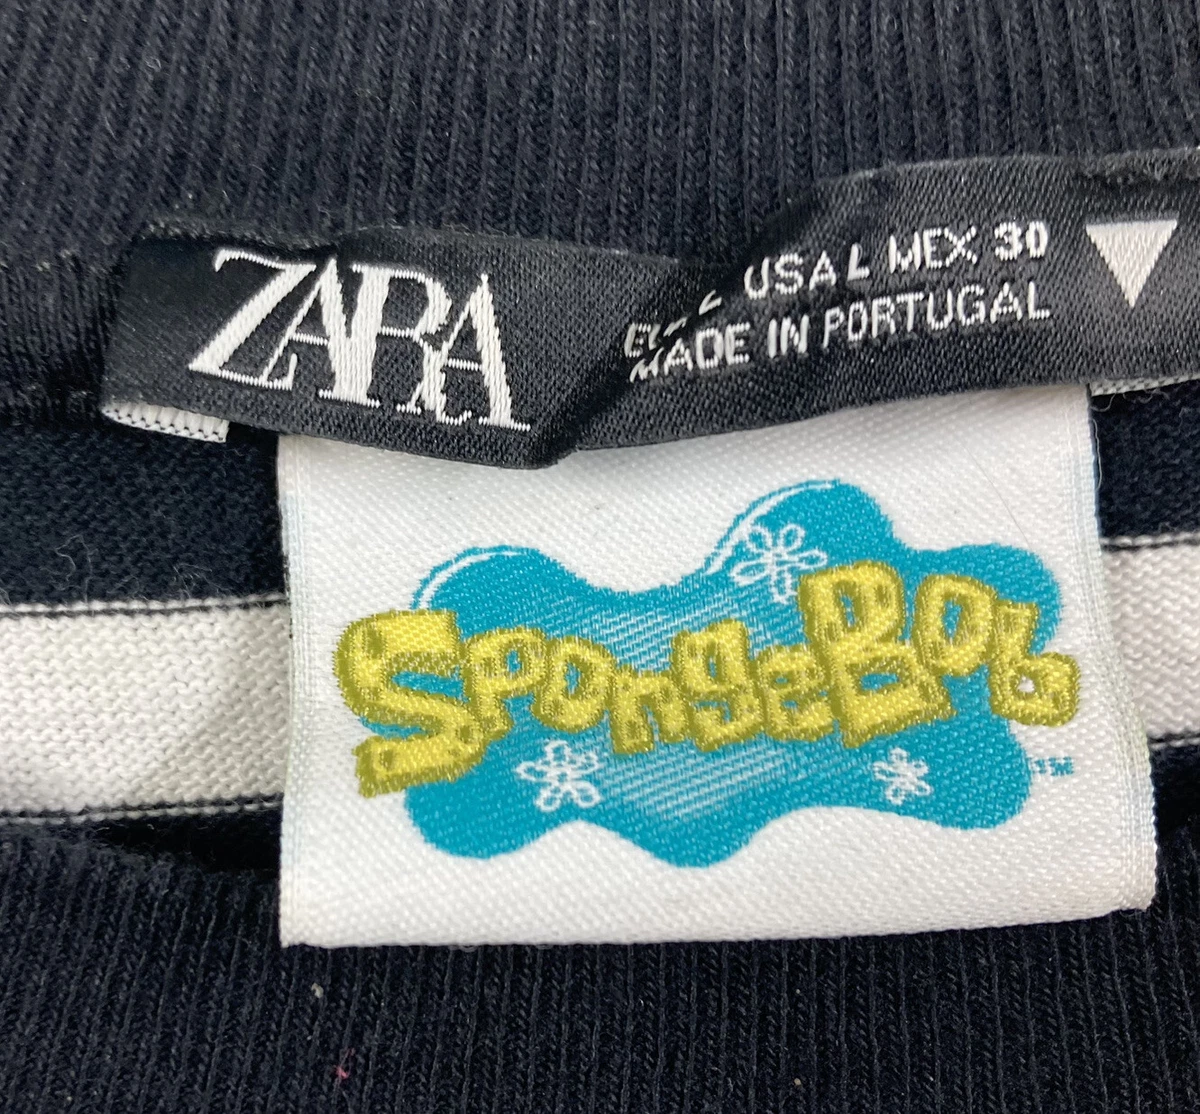 ZARA
USA L MEX 30
MADE IN PORTUGAL
SpongeBob
TM